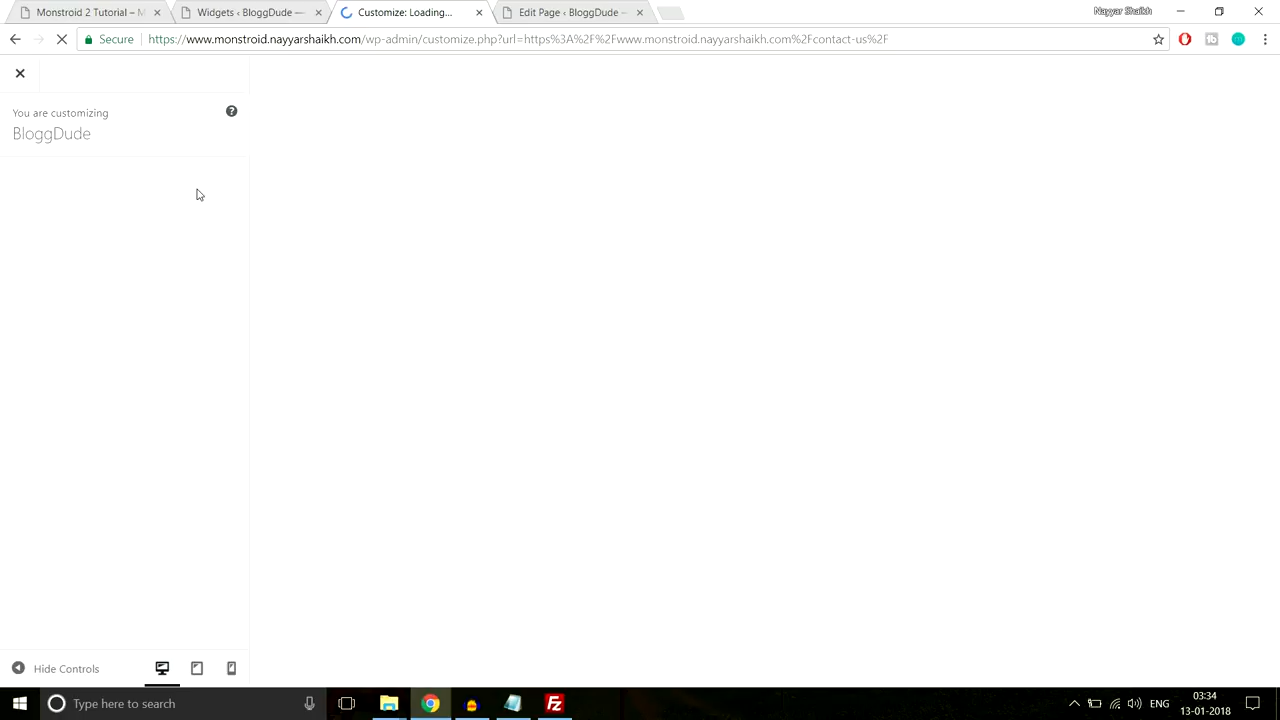 Monstroid 2 Tutorial – M
Widgets ‹ BloggDude —
Customize: Loading...
Edit Page ‹ BloggDude –
Nayyar Shaikh
Secure
https://www.monstroid.nayyarshaikh.com/wp-admin/customize.php?url=https%3A%2F%2Fwww.monstroid.nayyarshaikh.com%2Fcontact-us%2F
You are customizing
BloggDude
Hide Controls
Type here to search
ENG
03:34
13-01-2018